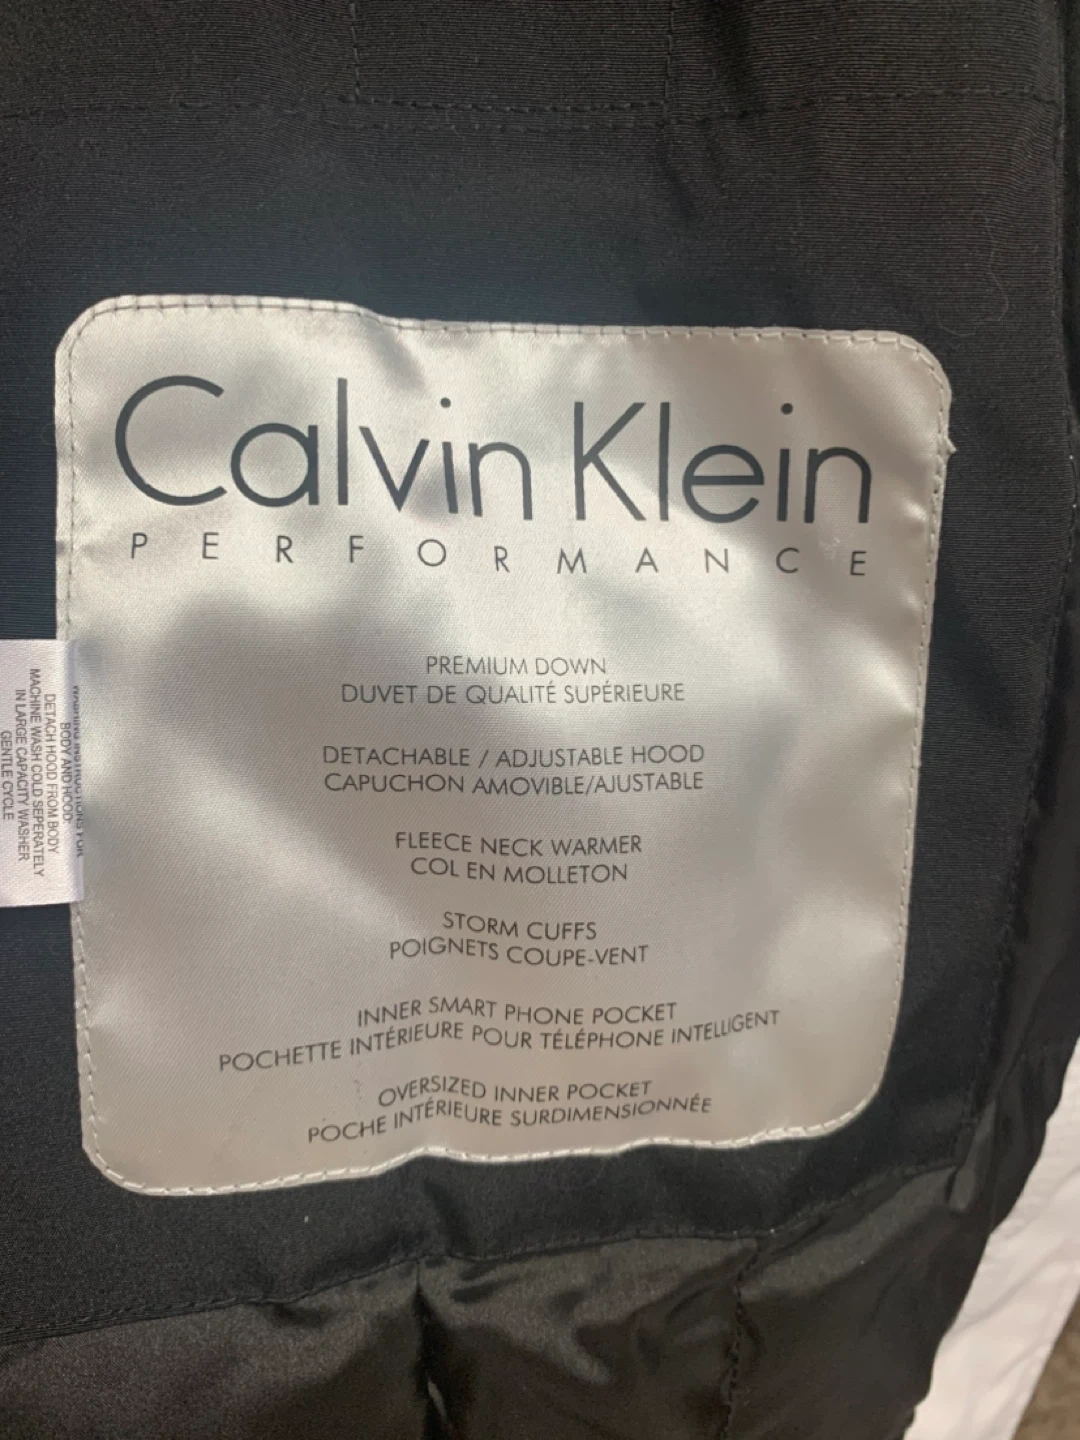 Calvin Klein
PERFORMANCE
PREMIUM DOWN
DUVET DE QUALITÉ SUPÉRIEURE
DETACHABLE / ADJUSTABLE HOOD
CAPUCHON AMOVIBLE/AJUSTABLE
FLEECE NECK WARMER
COL EN MOLLETON
STORM CUFFS
POIGNETS COUPE-VENT
INNER SMART PHONE POCKET
POCHETTE INTÉRIEURE POUR TÉLÉPHONE INTELLIGENT
OVERSIZED INNER POCKET
POCHE INTÉRIEURE SURDIMENSIONNÉE
WASHING INSTRUCTIONS FOR
BODY AND HOOD:
DETACH HOOD FROM BODY
MACHINE WASH COLD SEPERATELY
IN LARGE CAPACITY WASHER
GENTLE CYCLE